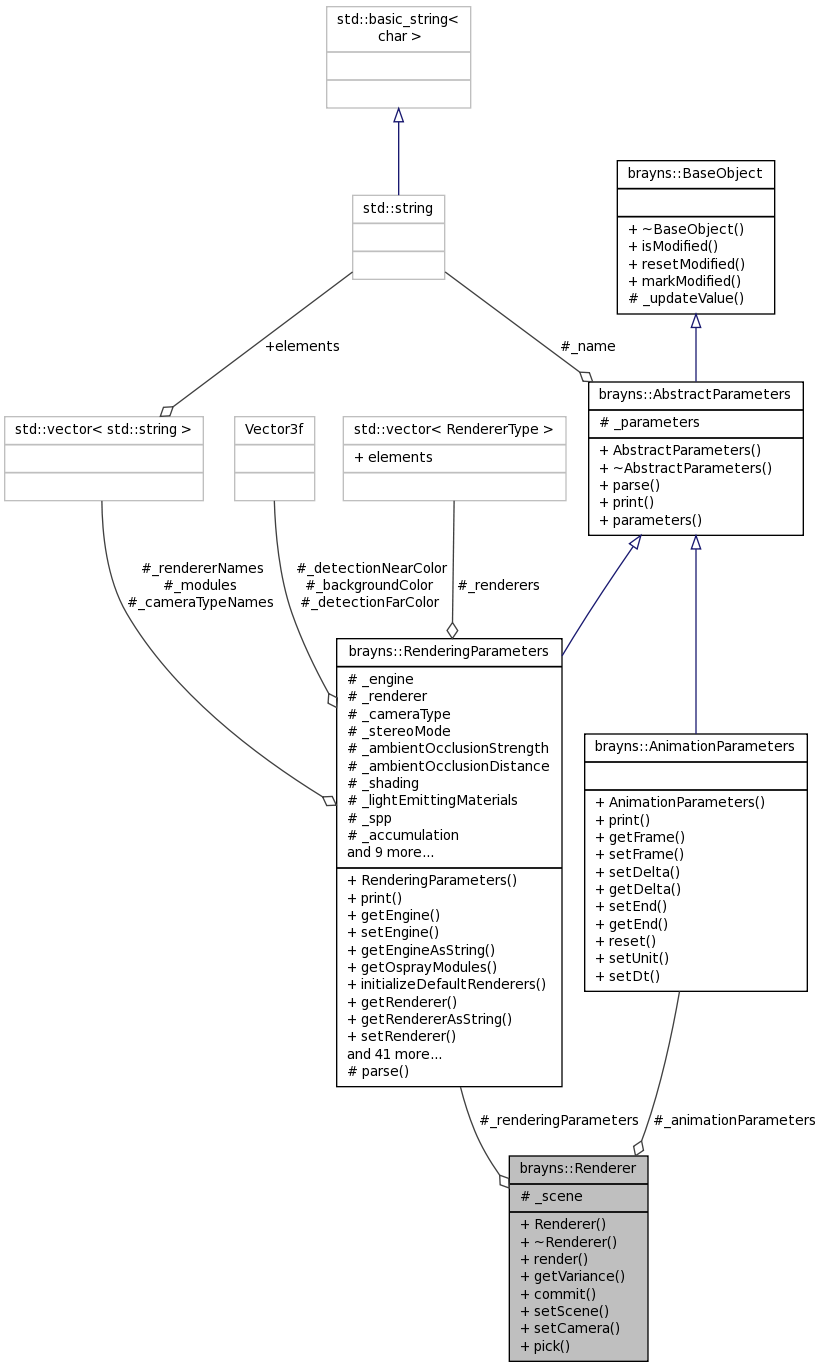 std::basic_string<
char >
std::string
brayns::BaseObject
+ ~BaseObject()
+ isModified()
+ resetModified()
+ markModified()
# _updateValue()
+elements
#_name
brayns::AbstractParameters
# _parameters
+ AbstractParameters()
+ ~AbstractParameters()
+ parse()
+ print()
+ parameters()
std::vector< std::string >
Vector3f
std::vector< RendererType >
+ elements
#_rendererNames
#_modules
#_cameraTypeNames
#_detectionNearColor
#_backgroundColor
#_detectionFarColor
#_renderers
brayns::RenderingParameters
# _engine
# _renderer
# _cameraType
# _stereoMode
# _ambientOcclusionStrength
# _ambientOcclusionDistance
# _shading
# _lightEmittingMaterials
# _spp
# _accumulation
and 9 more...
+ RenderingParameters()
+ print()
+ getEngine()
+ setEngine()
+ getEngineAsString()
+ getOsprayModules()
+ initializeDefaultRenderers()
+ getRenderer()
+ getRendererAsString()
+ setRenderer()
and 41 more...
# parse()
brayns::AnimationParameters
+ AnimationParameters()
+ print()
+ getFrame()
+ setFrame()
+ setDelta()
+ getDelta()
+ setEnd()
+ getEnd()
+ reset()
+ setUnit()
+ setDt()
#_renderingParameters
#_animationParameters
brayns::Renderer
# _scene
+ Renderer()
+ ~Renderer()
+ render()
+ getVariance()
+ commit()
+ setScene()
+ setCamera()
+ pick()